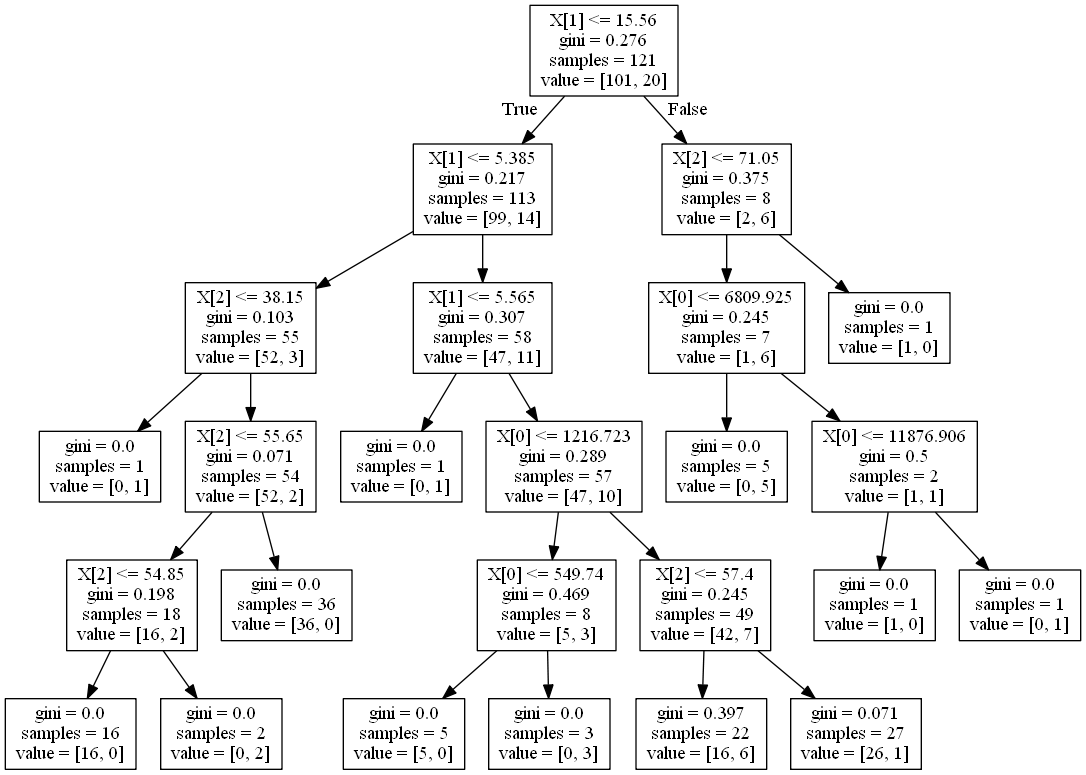 X[1] <= 15.56
gini = 0.276
samples = 121
value = [101, 20]
True
False
X[1] <= 5.385
gini = 0.217
samples = 113
value = [99, 14]
X[2] <= 71.05
gini = 0.375
samples = 8
value = [2, 6]
X[2] <= 38.15
gini = 0.103
samples = 55
value = [52, 3]
X[1] <= 5.565
gini = 0.307
samples = 58
value = [47, 11]
X[0] <= 6809.925
gini = 0.245
samples = 7
value = [1, 6]
gini = 0.0
samples = 1
value = [1, 0]
gini = 0.0
samples = 1
value = [0, 1]
X[2] <= 55.65
gini = 0.071
samples = 54
value = [52, 2]
gini = 0.0
samples = 1
value = [0, 1]
X[0] <= 1216.723
gini = 0.289
samples = 57
value = [47, 10]
gini = 0.0
samples = 5
value = [0, 5]
X[0] <= 11876.906
gini = 0.5
samples = 2
value = [1, 1]
X[2] <= 54.85
gini = 0.198
samples = 18
value = [16, 2]
gini = 0.0
samples = 36
value = [36, 0]
X[0] <= 549.74
gini = 0.469
samples = 8
value = [5, 3]
X[2] <= 57.4
gini = 0.245
samples = 49
value = [42, 7]
gini = 0.0
samples = 1
value = [1, 0]
gini = 0.0
samples = 1
value = [0, 1]
gini = 0.0
samples = 16
value = [16, 0]
gini = 0.0
samples = 2
value = [0, 2]
gini = 0.0
samples = 5
value = [5, 0]
gini = 0.0
samples = 3
value = [0, 3]
gini = 0.397
samples = 22
value = [16, 6]
gini = 0.071
samples = 27
value = [26, 1]